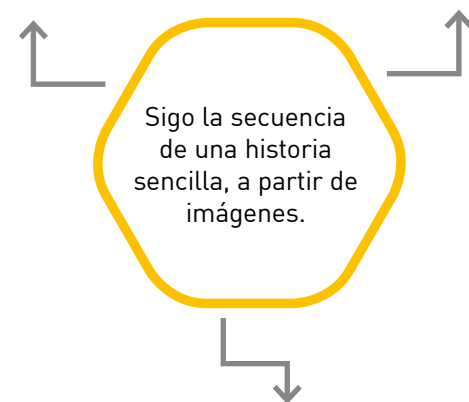 Sigo la secuencia
de una historia
sencilla, a partir de
imágenes.